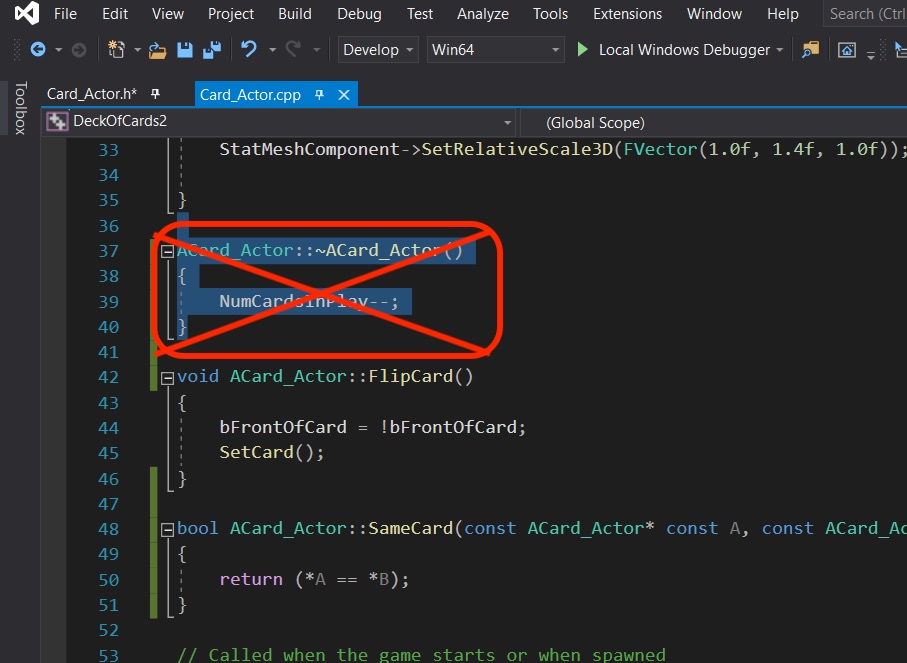 File Edit View Project Build Debug Test Analyze Tools Extensions Window Help Search (Ctrl
Develop Win64 Local Windows Debugger
Toolbox
Card_Actor.h* Card_Actor.cpp
DeckOfCards2 (Global Scope)
33 StatMeshComponent->SetRelativeScale3D(FVector(1.0f, 1.4f, 1.0f));
34
35 }
36
37 ACard_Actor::~ACard_Actor()
38 {
39 NumCardsInPlay--;
40 }
41
42 void ACard_Actor::FlipCard()
43 {
44 bFrontOfCard = !bFrontOfCard;
45 SetCard();
46 }
47
48 bool ACard_Actor::SameCard(const ACard_Actor* const A, const ACard_Ac
49 {
50 return (*A == *B);
51 }
52
53 // Called when the game starts or when spawned